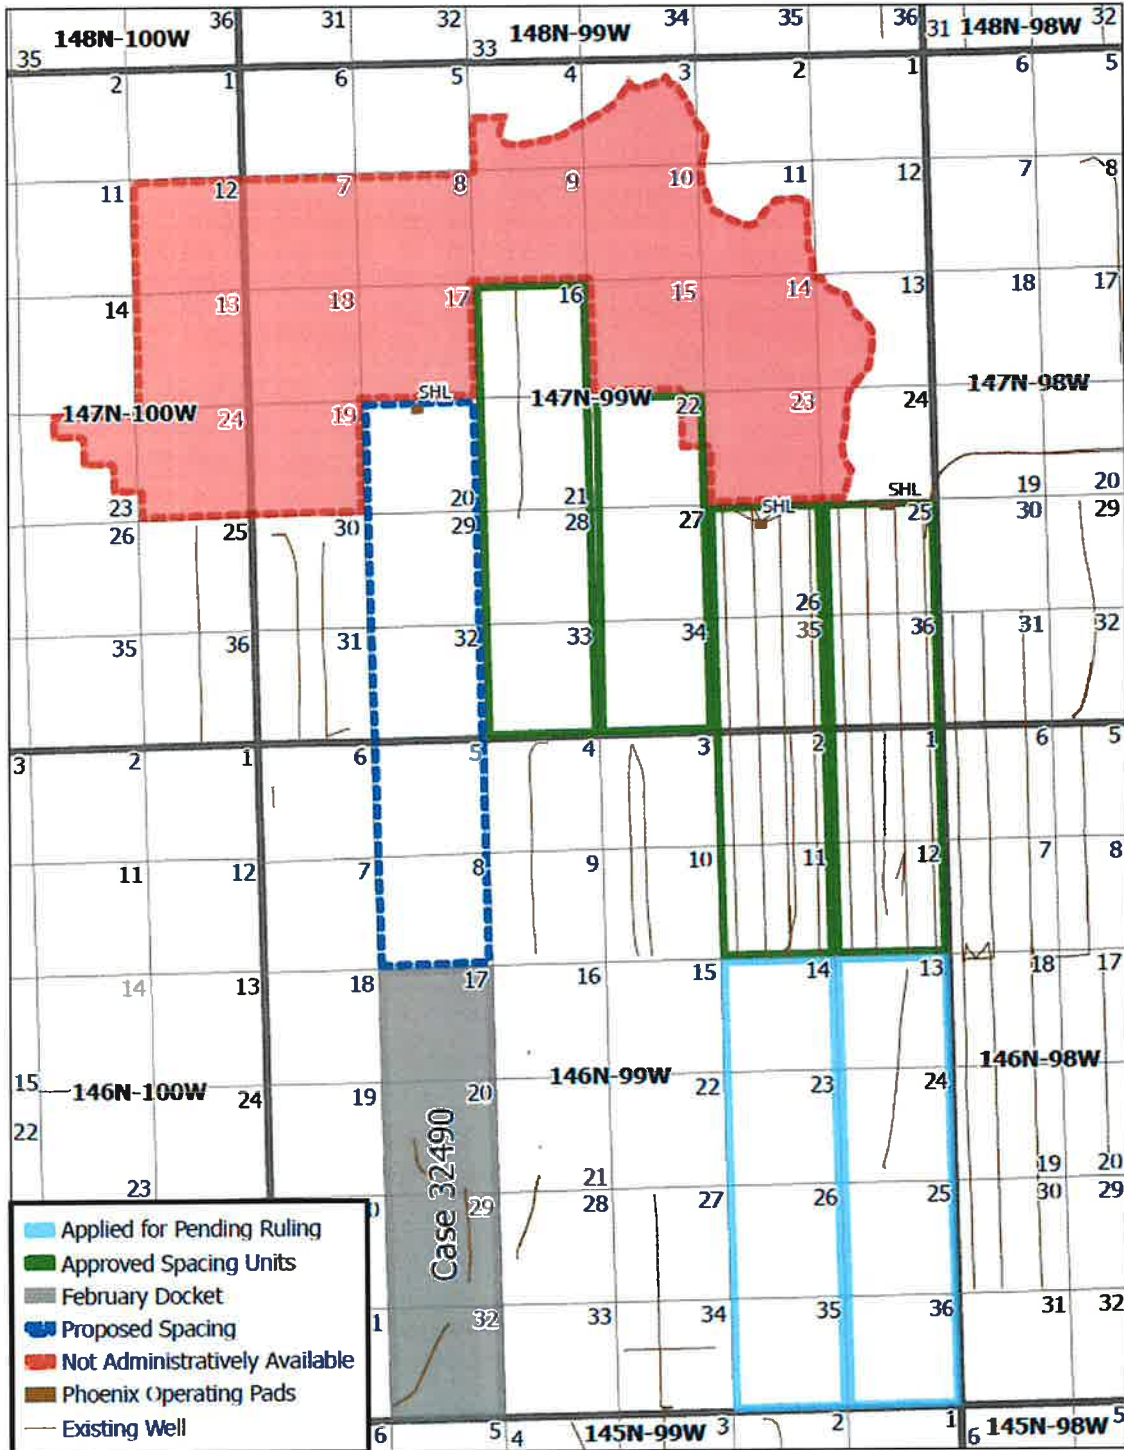 36 31 32 34 35 36 31 32
148N-100W 148N-99W 148N-98W
35 33
2 1 6 5 4 3 2 1 6 5
11 12 7 8 9 10 11 12 7 8
14 13 18 17 16 15 14 13 18 17
SHL
147N-100W 24 19 147N-99W 22 23 24 147N-98W
23 20 21 27 SHL SHL 25 19 20
26 25 30 29 28 30 29
26
35 36 31 32 33 34 35 36 31 32
3 2 1 6 5 4 3 2 1 6 5
11 12 7 8 9 10 11 12 7 8
14 13 18 17 16 15 14 13 18 17
15 146N-100W 24 19 20 146N-99W 22 23 24 146N-98W
22
23 21 19 20
Case 32490
29 28 27 26 25 30 29
1 32 33 34 35 36 31 32
6 5 4 145N-99W 3 2 1 6 145N-98W 5
Applied for Pending Ruling
Approved Spacing Units
February Docket
Proposed Spacing
Not Administratively Available
Phoenix Operating Pads
Existing Well